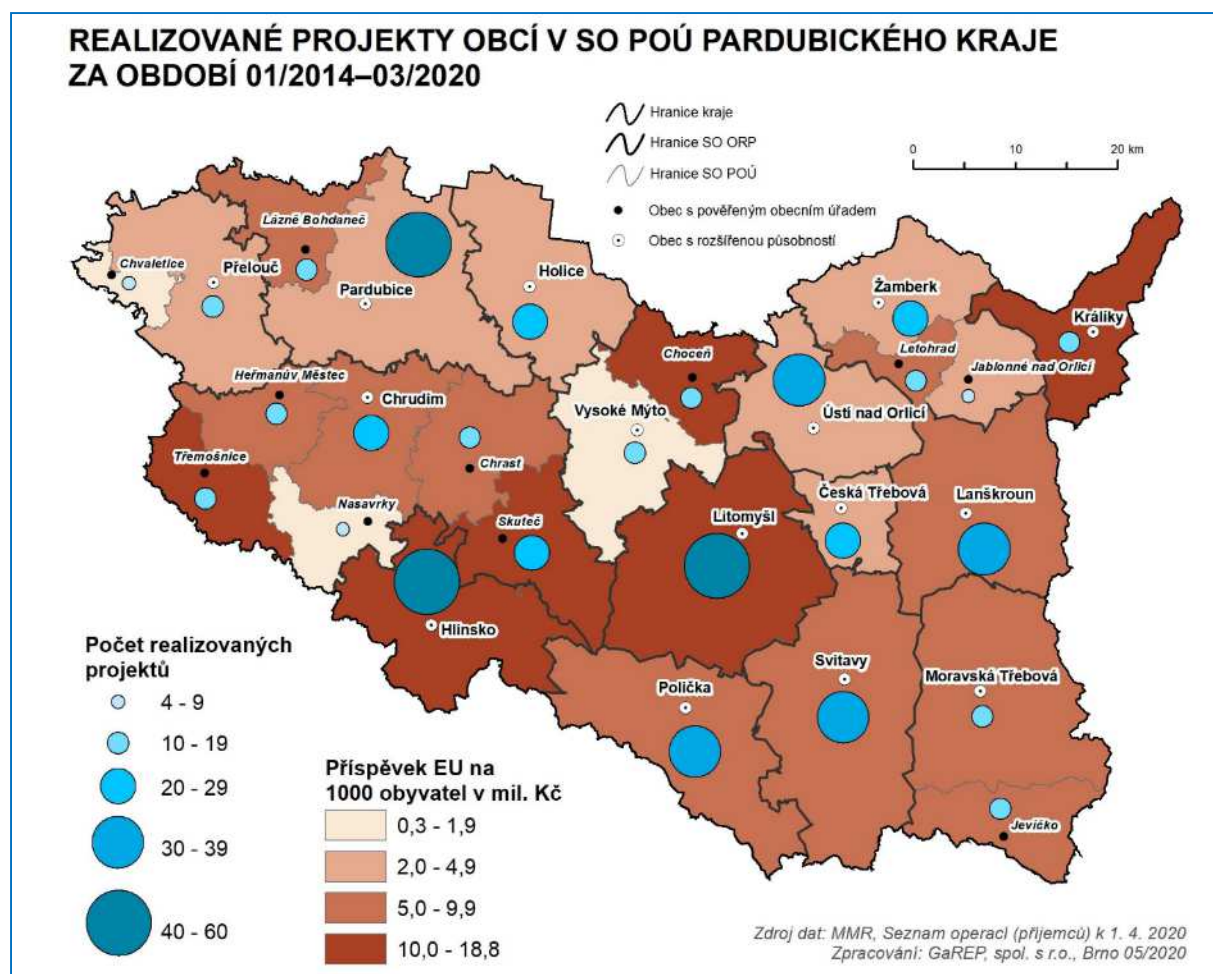 REALIZOVANÉ PROJEKTY OBCÍ V SO POÚ PARDUBICKÉHO KRAJE
ZA OBDOBÍ 01/2014–03/2020
Hranice kraje
Hranice SO ORP
Hranice SO POÚ
Obec s pověřeným obecním úřadem
Obec s rozšířenou působností
0 10 20 km
Lázně Bohdaneč
Chvaletice
Přelouč
Pardubice
Holice
Žamberk
Králíky
Choceň
Letohrad
Jablonné nad Orlicí
Heřmanův Městec
Chrudim
Vysoké Mýto
Ústí nad Orlicí
Třemošnice
Chrast
Nasavrky
Skuteč
Litomyšl
Česká Třebová
Lanškroun
Hlinsko
Svitavy
Polička
Moravská Třebová
Jevíčko
Počet realizovaných
projektů
4 - 9
10 - 19
20 - 29
30 - 39
40 - 60
Příspěvek EU na
1000 obyvatel v mil. Kč
0,3 - 1,9
2,0 - 4,9
5,0 - 9,9
10,0 - 18,8
Zdroj dat: MMR, Seznam operací (příjemců) k 1. 4. 2020
Zpracování: GaREP, spol. s r.o., Brno 05/2020